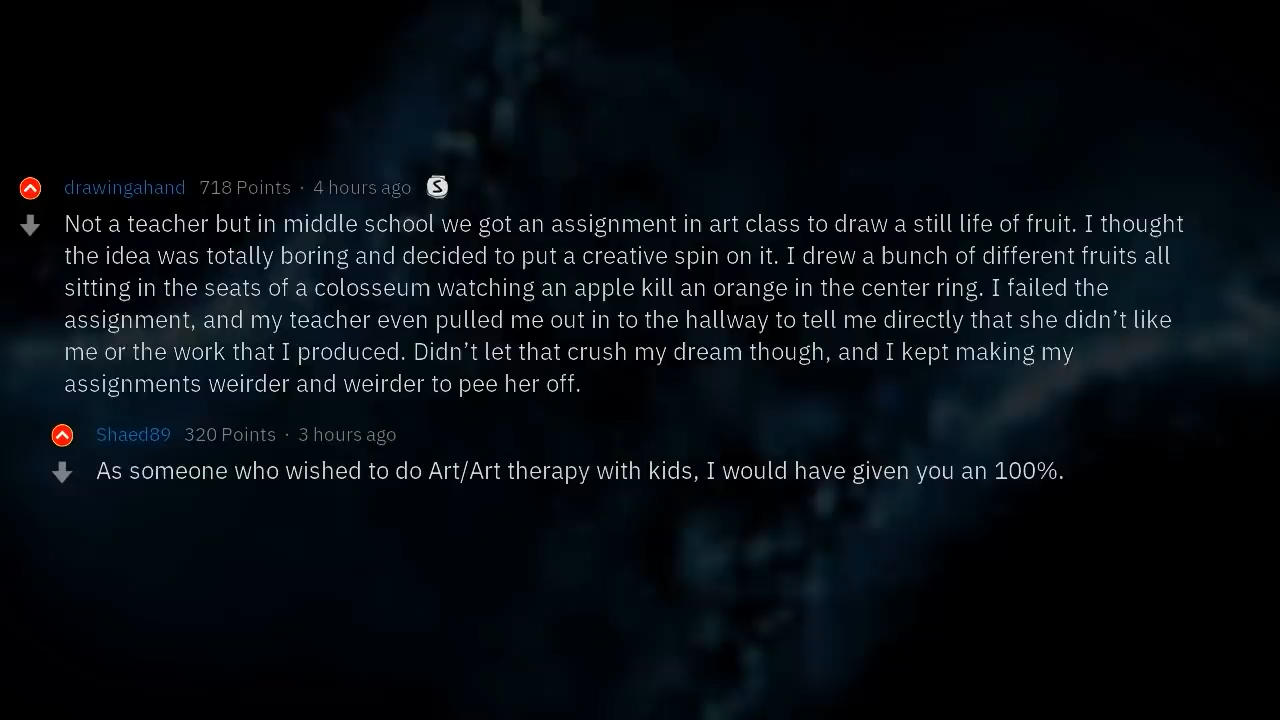 drawingahand 718 Points · 4 hours ago S
Not a teacher but in middle school we got an assignment in art class to draw a still life of fruit. I thought
the idea was totally boring and decided to put a creative spin on it. I drew a bunch of different fruits all
sitting in the seats of a colosseum watching an apple kill an orange in the center ring. I failed the
assignment, and my teacher even pulled me out in to the hallway to tell me directly that she didn’t like
me or the work that I produced. Didn’t let that crush my dream though, and I kept making my
assignments weirder and weirder to pee her off.
Shaed89 320 Points · 3 hours ago
As someone who wished to do Art/Art therapy with kids, I would have given you an 100%.